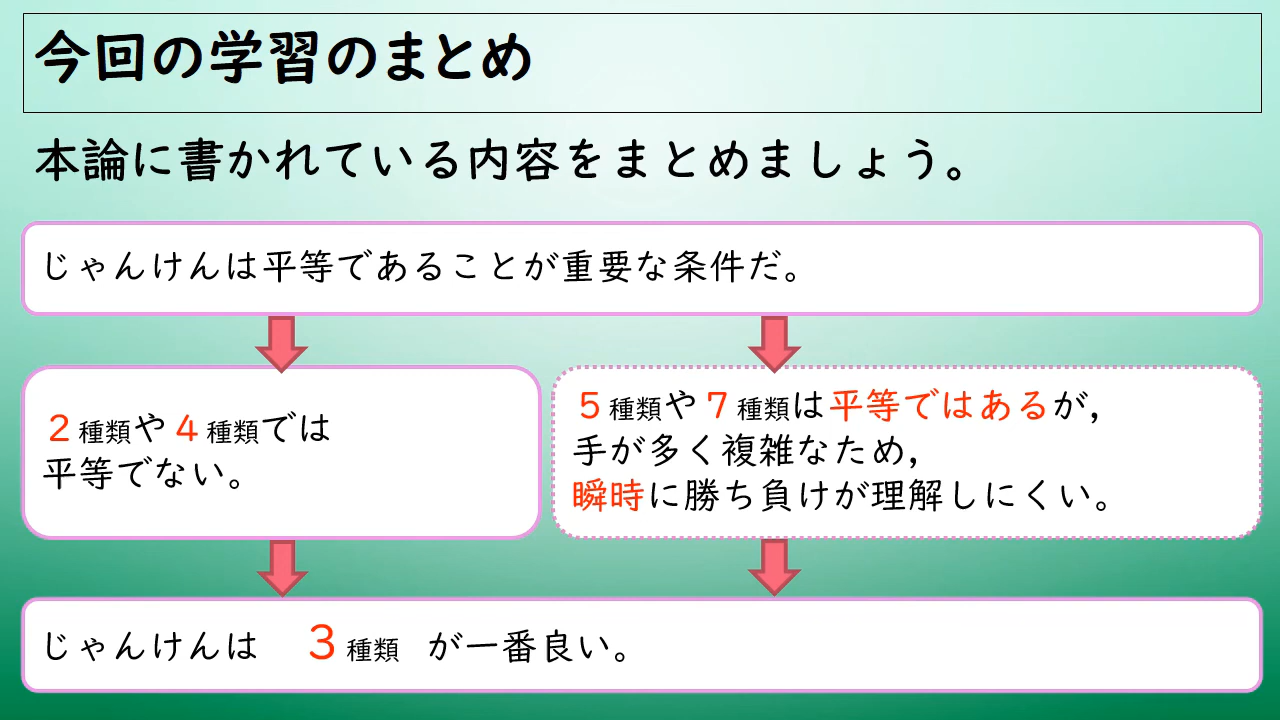 今回の学習のまとめ
本論に書かれている内容をまとめましょう。
じゃんけんは平等であることが重要な条件だ。
２種類や４種類では
平等でない。
５種類や７種類は平等ではあるが，
手が多く複雑なため，
瞬時に勝ち負けが理解しにくい。
じゃんけんは　３種類　が一番良い。